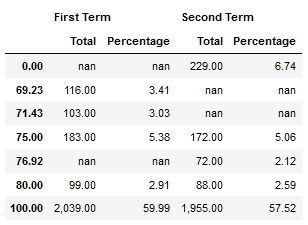 First Term Second Term
Total Percentage Total Percentage
0.00 nan nan 229.00 6.74
69.23 116.00 3.41 nan nan
71.43 103.00 3.03 nan nan
75.00 183.00 5.38 172.00 5.06
76.92 nan nan 72.00 2.12
80.00 99.00 2.91 88.00 2.59
100.00 2,039.00 59.99 1,955.00 57.52